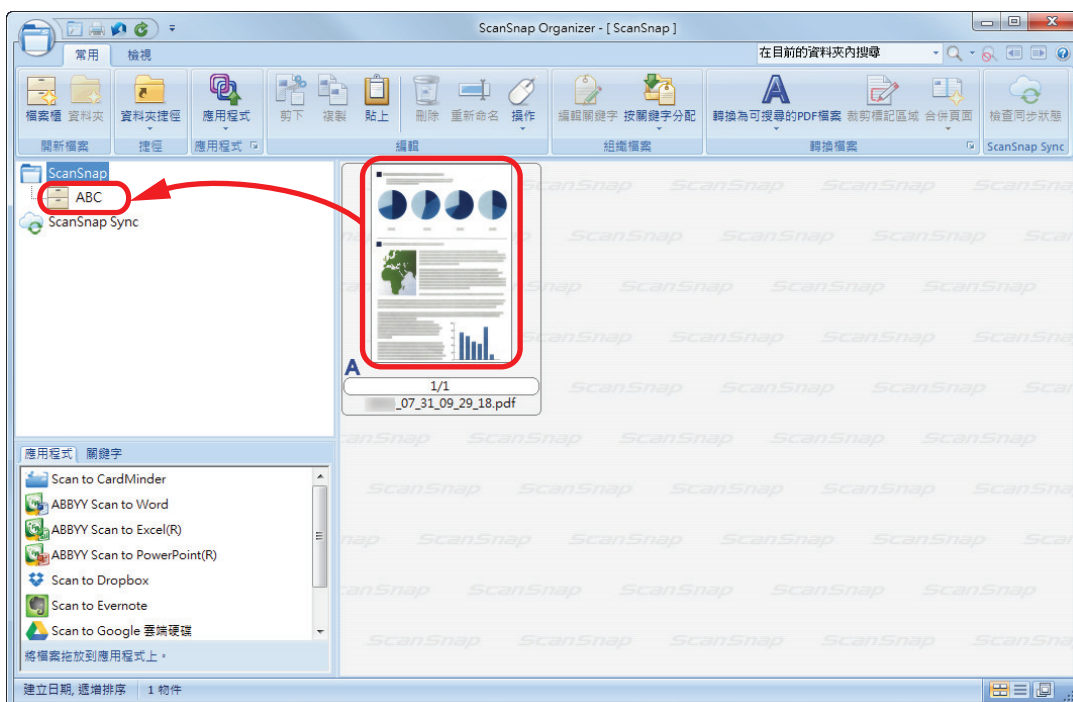 ScanSnap Organizer - [ ScanSnap ]
常用 檢視
在目前的資料夾內搜尋
檔案櫃 資料夾 資料夾捷徑 應用程式 剪下 複製 貼上 刪除 重新命名 操作 編輯關鍵字 按關鍵字分配 轉換為可搜尋的PDF檔案 裁剪標記區域 合併頁面 檢查同步狀態
開新檔案 捷徑 應用程式 編輯 組織檔案 轉換檔案 ScanSnap Sync
ScanSnap
ABC
ScanSnap Sync
A
1/1
_07_31_09_29_18.pdf
應用程式 關鍵字
Scan to CardMinder
ABBYY Scan to Word
ABBYY Scan to Excel(R)
ABBYY Scan to PowerPoint(R)
Scan to Dropbox
Scan to Evernote
Scan to Google 雲端硬碟
將檔案拖放到應用程式上。
建立日期, 遞增排序 1 物件